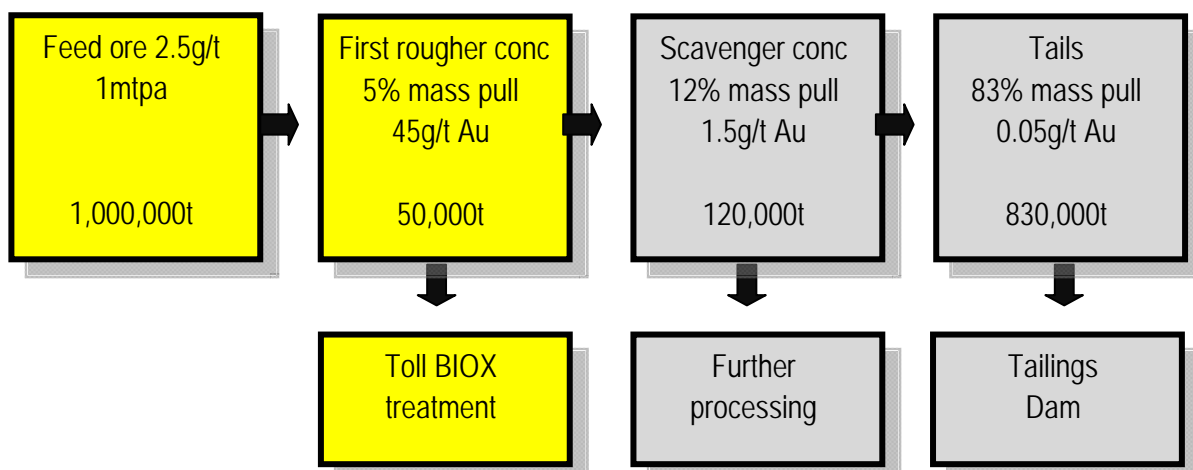 Feed ore 2.5g/t
1mtpa
1,000,000t
First rougher conc
5% mass pull
45g/t Au
50,000t
Scavenger conc
12% mass pull
1.5g/t Au
120,000t
Tails
83% mass pull
0.05g/t Au
830,000t
Toll BIOX
treatment
Further
processing
Tailings
Dam